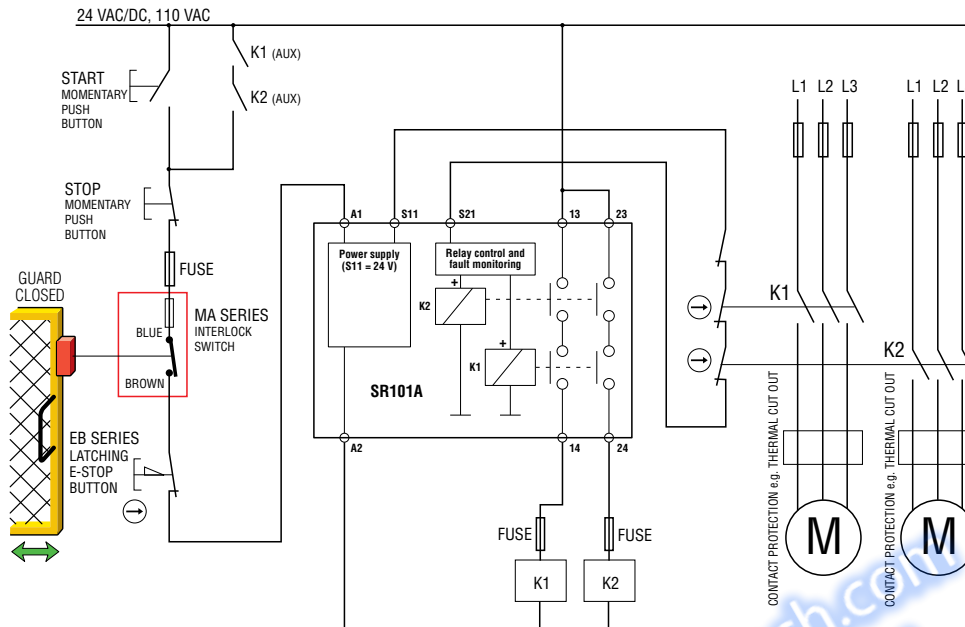 24 VAC/DC, 110 VAC
K1 (AUX)
K2 (AUX)
START
MOMENTARY
PUSH
BUTTON
STOP
MOMENTARY
PUSH
BUTTON
FUSE
GUARD
CLOSED
MA SERIES
INTERLOCK
SWITCH
BLUE
BROWN
EB SERIES
LATCHING
E-STOP
BUTTON
A1
S11
S21
13
23
Power supply
(S11 = 24 V)
Relay control and
fault monitoring
+
K2
+
K1
SR101A
A2
14
24
FUSE
FUSE
K1
K2
L1 L2 L3
L1 L2 L
K1
K2
CONTACT PROTECTION e.g. THERMAL CUT OUT
CONTACT PROTECTION e.g. THERMAL CUT OUT
M
M
ch.com